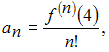 aₙ = f⁽ⁿ⁾(4) / n!,